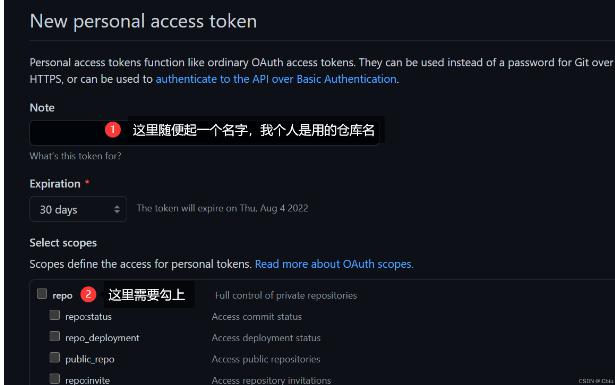 New personal access token
Personal access tokens function like ordinary OAuth access tokens. They can be used instead of a password for Git over
HTTPS, or can be used to authenticate to the API over Basic Authentication.
Note
1 这里随便起一个名字，我个人是用的仓库名
What's this token for?
Expiration *
30 days The token will expire on Thu, Aug 4 2022
Select scopes
Scopes define the access for personal tokens. Read more about OAuth scopes.
repo 2 这里需要勾上 Full control of private repositories
repo:status Access commit status
repo_deployment Access deployment status
public_repo Access public repositories
repo:invite Access repository invitations